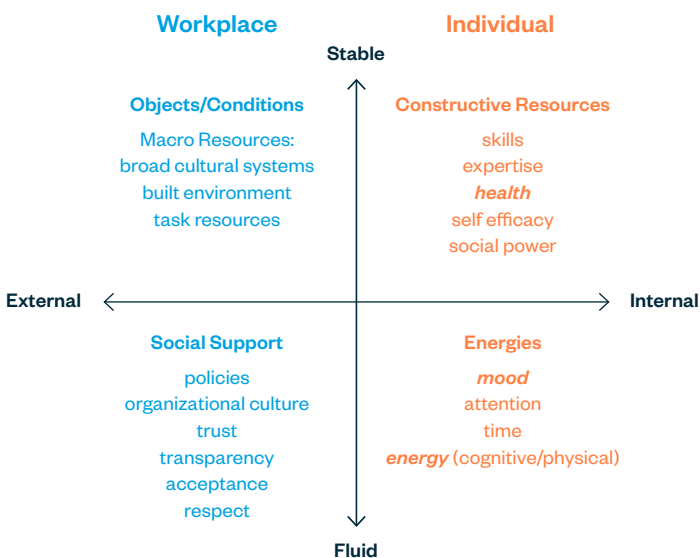 Workplace
Individual
Stable
Objects/Conditions
Macro Resources:
broad cultural systems
built environment
task resources
Constructive Resources
skills
expertise
health
self efficacy
social power
External
Internal
Social Support
policies
organizational culture
trust
transparency
acceptance
respect
Energies
mood
attention
time
energy (cognitive/physical)
Fluid